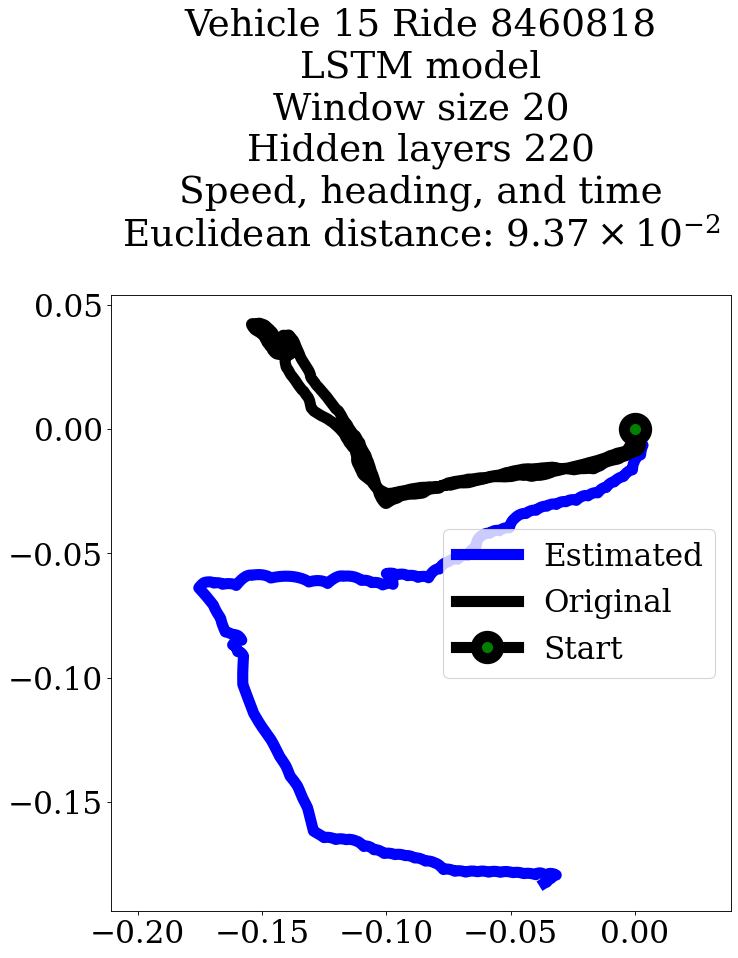 Vehicle 15 Ride 8460818
LSTM model
Window size 20
Hidden layers 220
Speed, heading, and time
Euclidean distance: 9.37 × 10⁻²
0.05
0.00
−0.05
−0.10
−0.15
Estimated
Original
Start
−0.20 −0.15 −0.10 −0.05 0.00